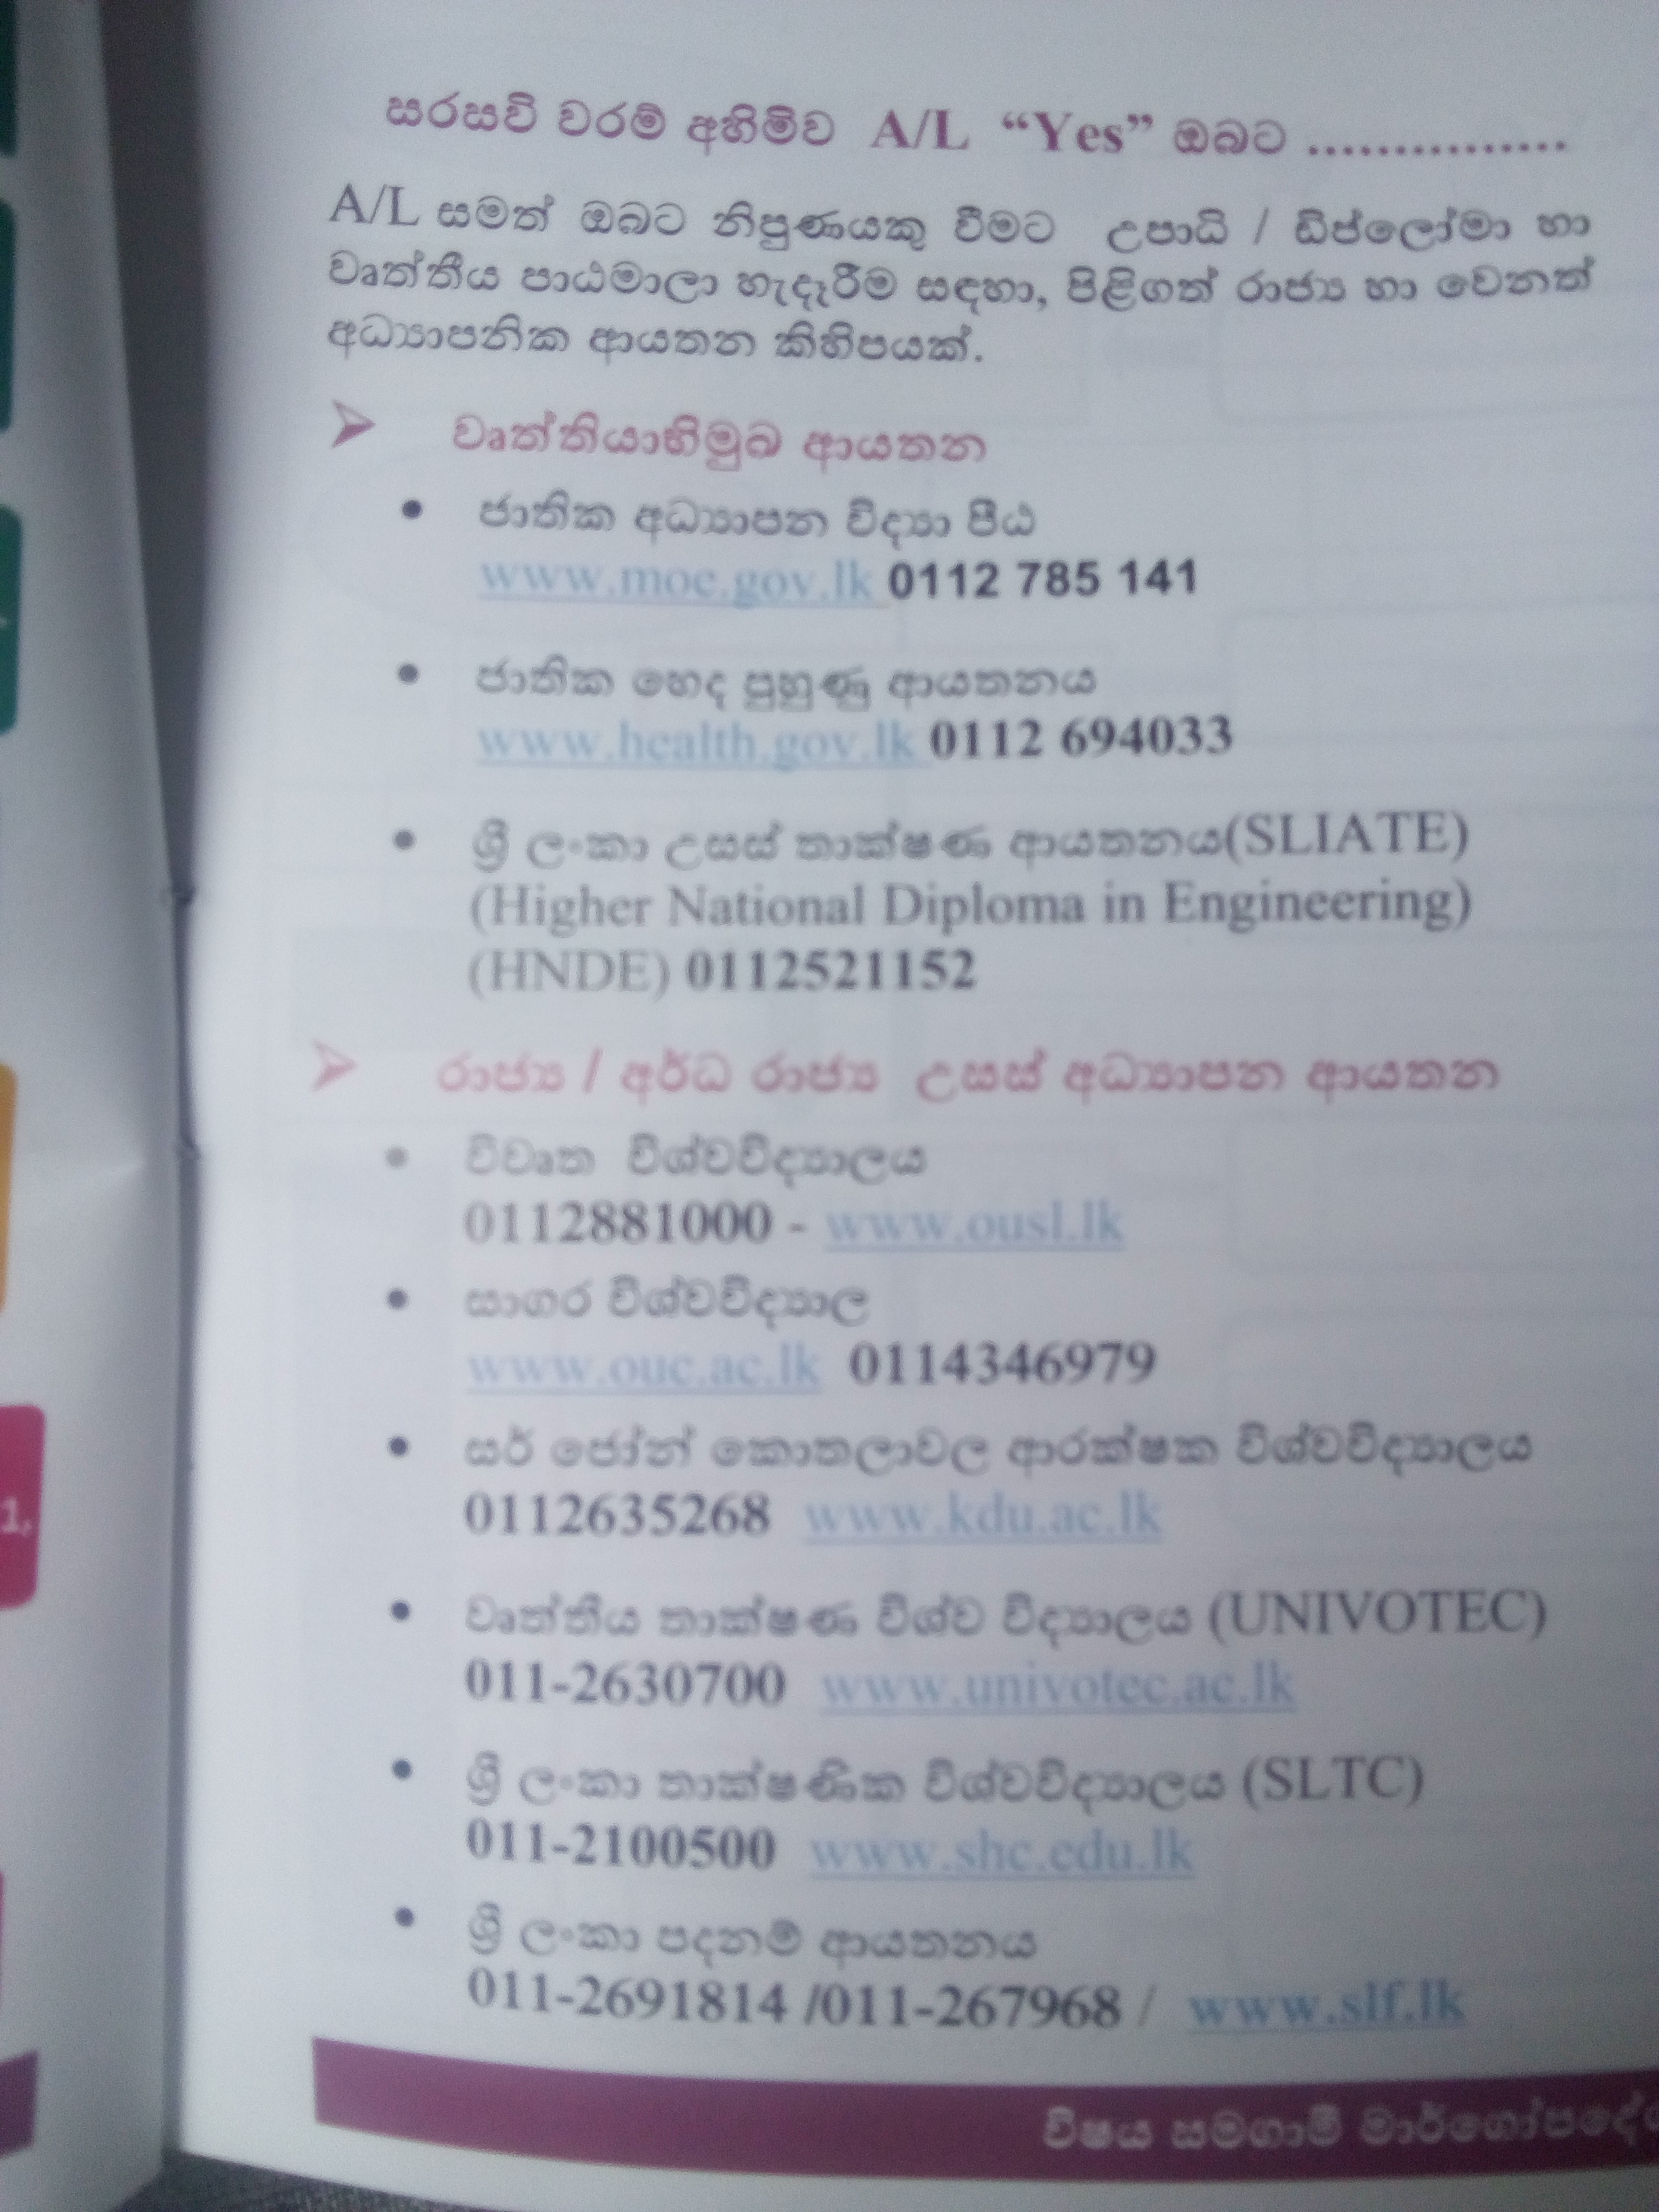 සරසවි වරම් අහිමිව A/L “Yes” ඔබට ...............
A/L සමත් ඔබට නිපුණයකු වීමට උපාධි / ඩිප්ලෝමා හා
වෘත්තීය පාඨමාලා හැදෑරීම සඳහා, පිළිගත් රාජ්‍ය හා වෙනත්
අධ්‍යාපනික ආයතන කිහිපයක්.
➢ වෘත්තියාභිමුඛ ආයතන
• ජාතික අධ්‍යාපන විද්‍යා පීඨ
www.moe.gov.lk 0112 785 141
• ජාතික හෙද පුහුණු ආයතනය
www.health.gov.lk 0112 694033
• ශ්‍රී ලංකා උසස් තාක්ෂණ ආයතනය(SLIATE)
(Higher National Diploma in Engineering)
(HNDE) 0112521152
➢ රාජ්‍ය / අර්ධ රාජ්‍ය උසස් අධ්‍යාපන ආයතන
• විවෘත විශ්වවිද්‍යාලය
0112881000 - www.ousl.lk
• සාගර විශ්වවිද්‍යාල
www.ouc.ac.lk 0114346979
• සර් ජෝන් කොතලාවල ආරක්ෂක විශ්වවිද්‍යාලය
0112635268 www.kdu.ac.lk
• වෘත්තීය තාක්ෂණ විශ්ව විද්‍යාලය (UNIVOTEC)
011-2630700 www.univotec.ac.lk
• ශ්‍රී ලංකා තාක්ෂණික විශ්වවිද්‍යාලය (SLTC)
011-2100500 www.shc.edu.lk
• ශ්‍රී ලංකා පදනම් ආයතනය
011-2691814 /011-267968 / www.slf.lk
විෂය සමගාමී
1,